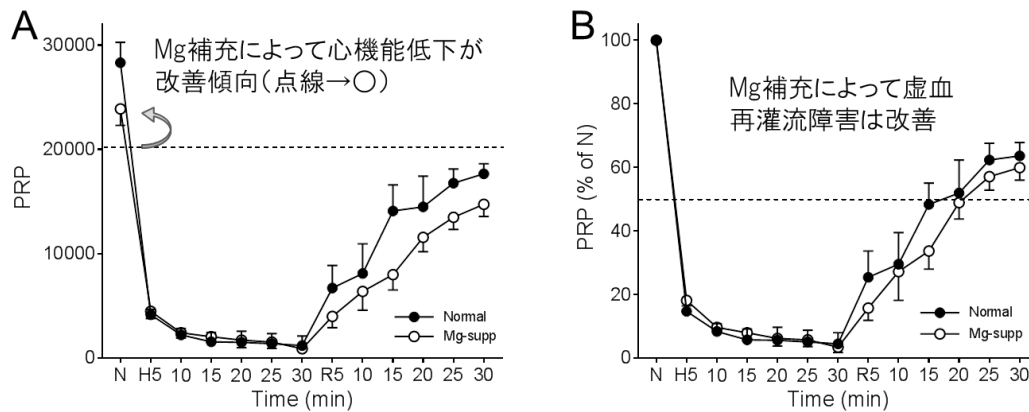 A
Mg補充によって心機能低下が
改善傾向（点線→○）
PRP
30000
20000
10000
0
Normal
Mg-supp
N H5 10 15 20 25 30 R5 10 15 20 25 30
Time (min)
B
Mg補充によって虚血
再灌流障害は改善
PRP (% of N)
100
80
60
40
20
0
Normal
Mg-supp
N H5 10 15 20 25 30 R5 10 15 20 25 30
Time (min)